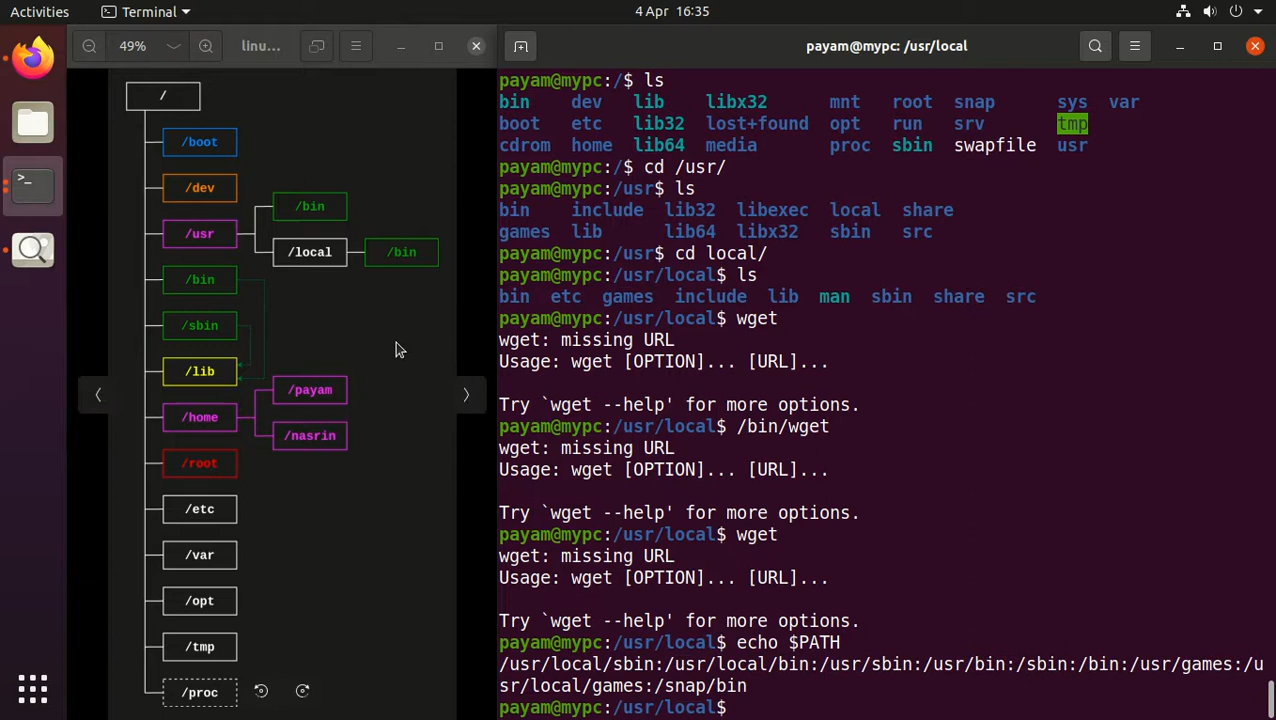 Activities
Terminal
4 Apr 16:35
49%
linu...
payam@mypc: /usr/local
/
/boot
/dev
/usr
/bin
/local
/bin
/bin
/sbin
/lib
/home
/payam
/nasrin
/root
/etc
/var
/opt
/tmp
/proc
payam@mypc:/$ ls
bin dev lib libx32 mnt root snap sys var
boot etc lib32 lost+found opt run srv tmp
cdrom home lib64 media proc sbin swapfile usr
payam@mypc:/$ cd /usr/
payam@mypc:/usr$ ls
bin include lib32 libexec local share
games lib lib64 libx32 sbin src
payam@mypc:/usr$ cd local/
payam@mypc:/usr/local$ ls
bin etc games include lib man sbin share src
payam@mypc:/usr/local$ wget
wget: missing URL
Usage: wget [OPTION]... [URL]...
Try `wget --help' for more options.
payam@mypc:/usr/local$ /bin/wget
wget: missing URL
Usage: wget [OPTION]... [URL]...
Try `wget --help' for more options.
payam@mypc:/usr/local$ wget
wget: missing URL
Usage: wget [OPTION]... [URL]...
Try `wget --help' for more options.
payam@mypc:/usr/local$ echo $PATH
/usr/local/sbin:/usr/local/bin:/usr/sbin:/usr/bin:/sbin:/bin:/usr/games:/u
sr/local/games:/snap/bin
payam@mypc:/usr/local$